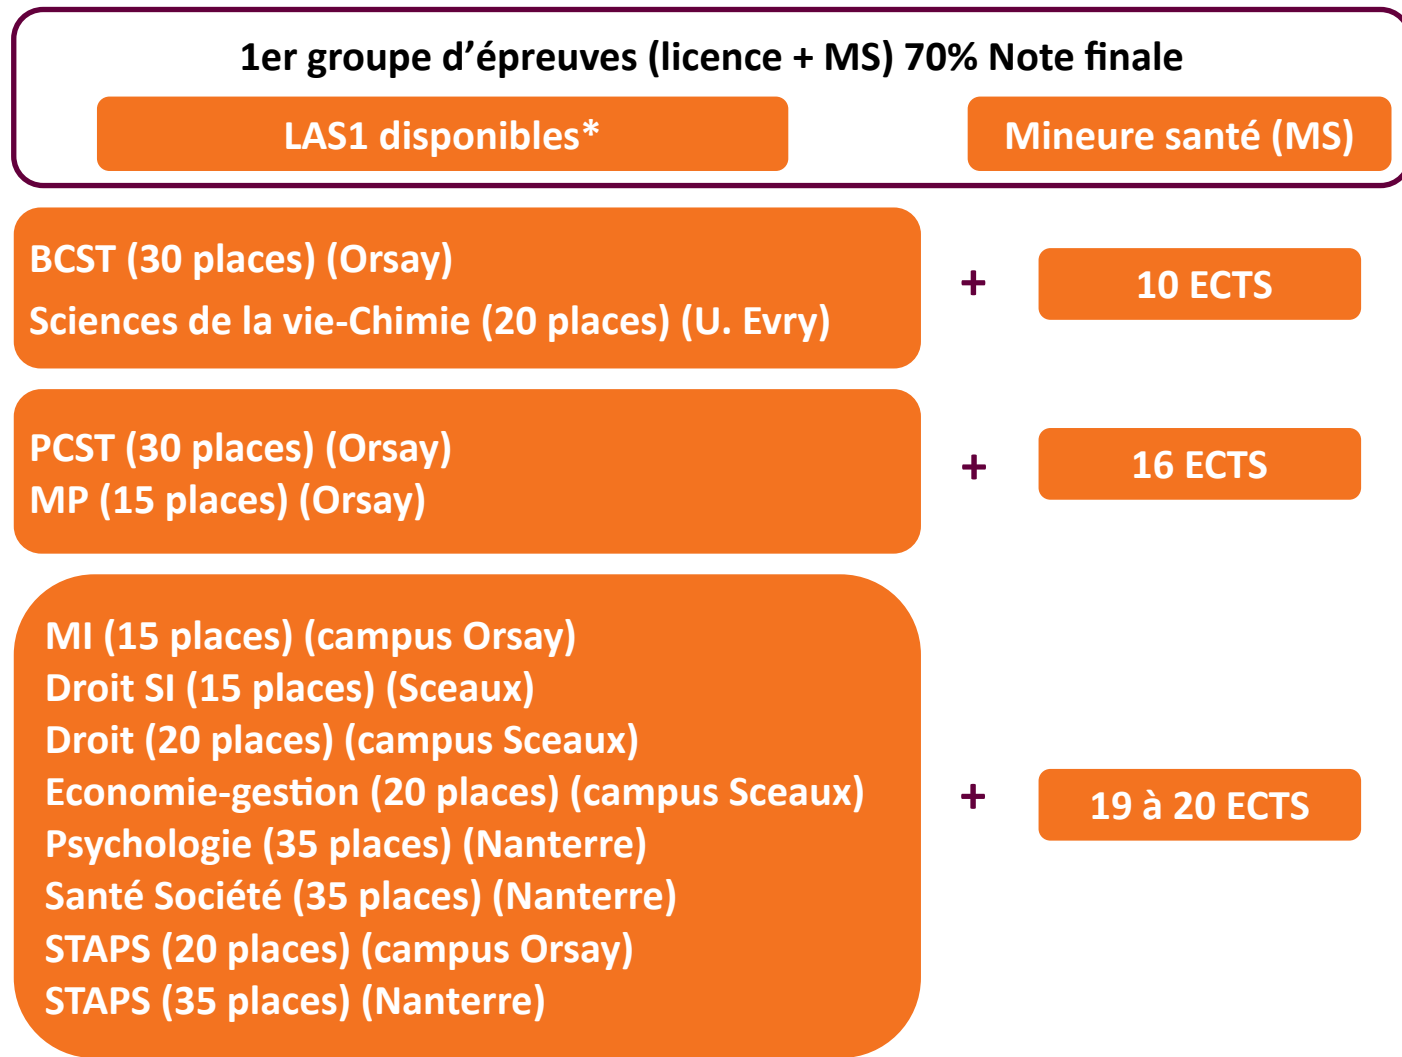 1er groupe d’épreuves (licence + MS) 70% Note finale
LAS1 disponibles*
Mineure santé (MS)
BCST (30 places) (Orsay)
Sciences de la vie-Chimie (20 places) (U. Evry)
+
10 ECTS
PCST (30 places) (Orsay)
MP (15 places) (Orsay)
+
16 ECTS
MI (15 places) (campus Orsay)
Droit SI (15 places) (Sceaux)
Droit (20 places) (campus Sceaux)
Economie-gestion (20 places) (campus Sceaux)
Psychologie (35 places) (Nanterre)
Santé Société (35 places) (Nanterre)
STAPS (20 places) (campus Orsay)
STAPS (35 places) (Nanterre)
+
19 à 20 ECTS